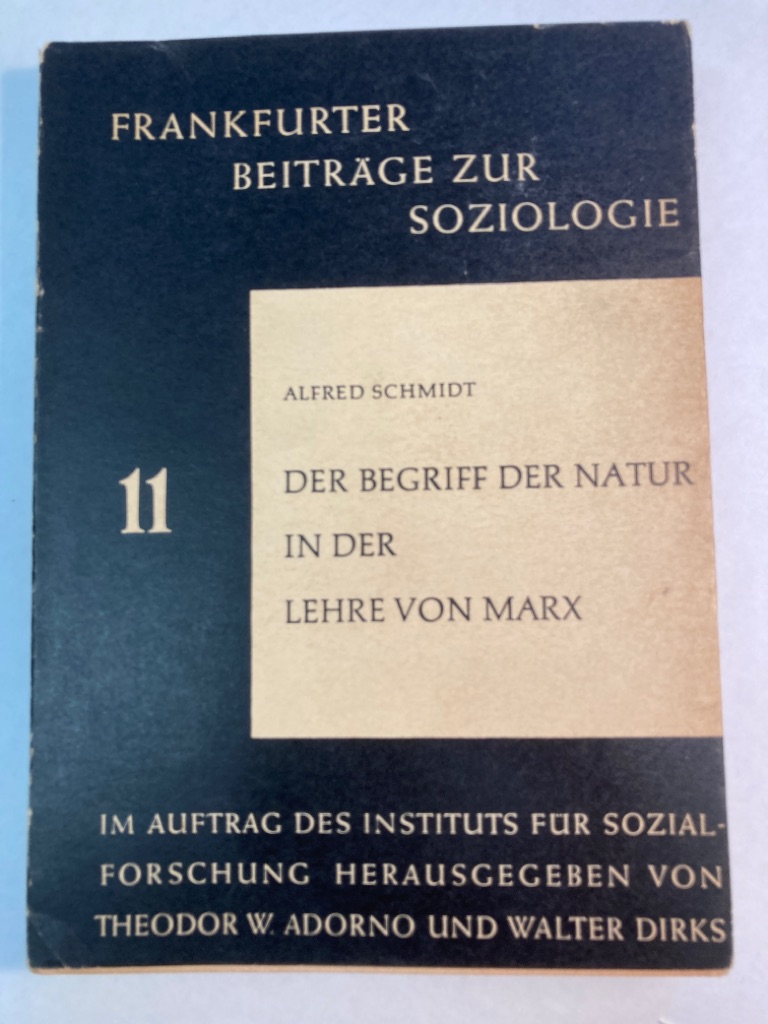 FRANKFURTER
BEITRÄGE ZUR
SOZIOLOGIE
ALFRED SCHMIDT
11
DER BEGRIFF DER NATUR
IN DER
LEHRE VON MARX
IM AUFTRAG DES INSTITUTS FÜR SOZIAL-
FORSCHUNG HERAUSGEGEBEN VON
THEODOR W. ADORNO UND WALTER DIRKS